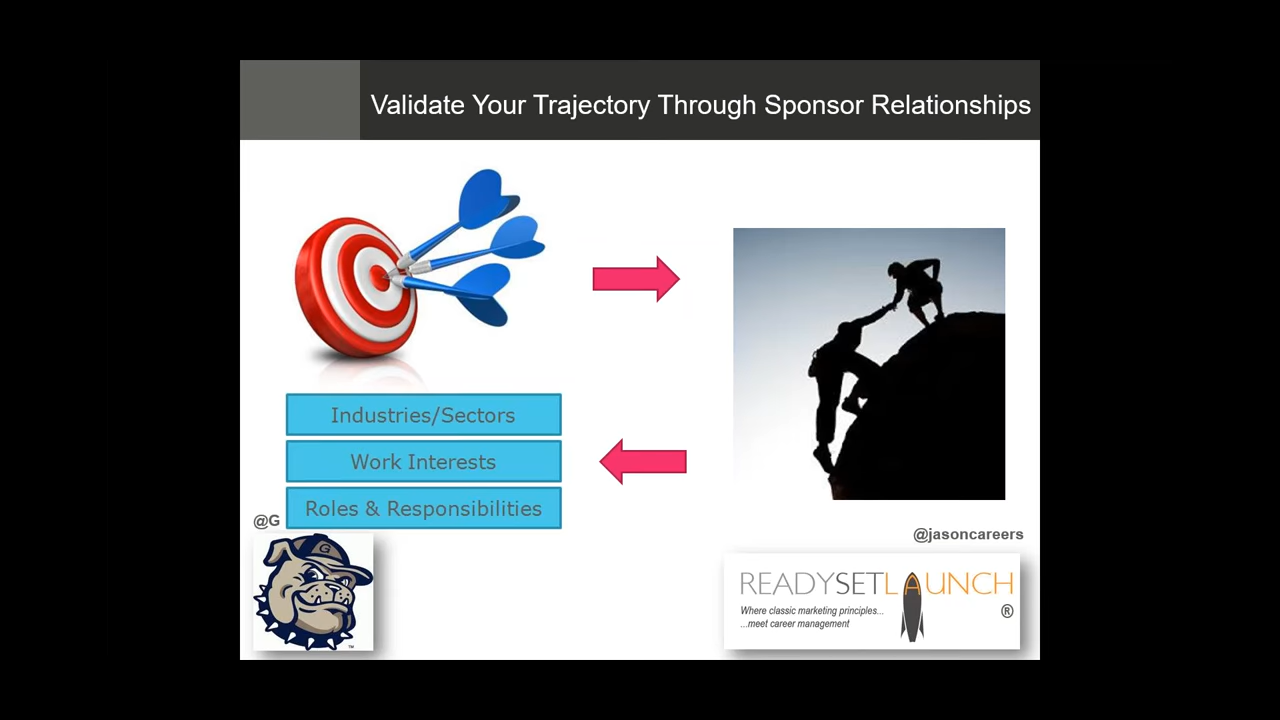 Validate Your Trajectory Through Sponsor Relationships
Industries/Sectors
Work Interests
Roles & Responsibilities
@G
G
TM
@jasoncareers
READYSETLAUNCH
®
Where classic marketing principles...
...meet career management